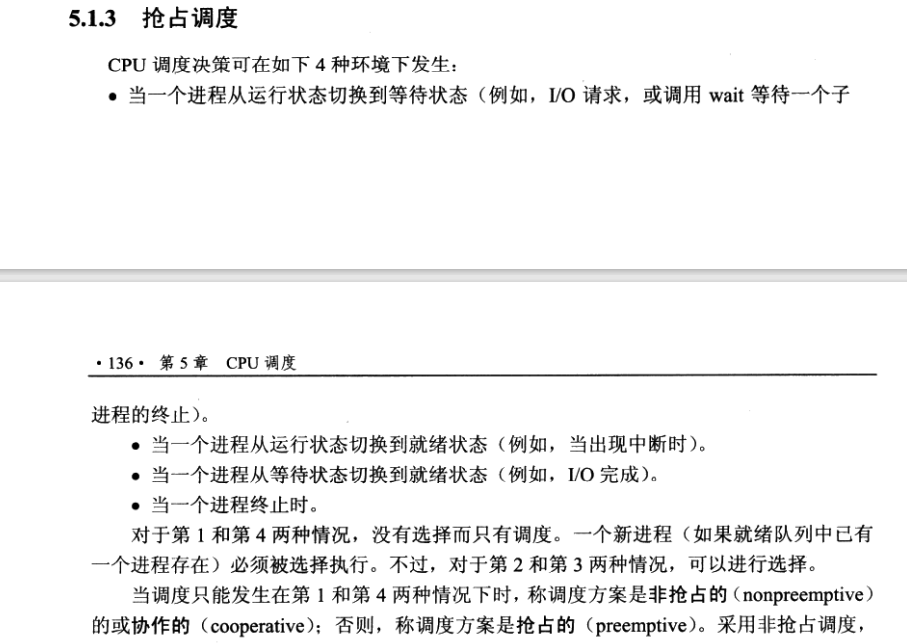 5.1.3 抢占调度
CPU 调度决策可在如下 4 种环境下发生：
• 当一个进程从运行状态切换到等待状态（例如，I/O 请求，或调用 wait 等待一个子
• 136 • 第 5 章 CPU 调度
进程的终止）。
• 当一个进程从运行状态切换到就绪状态（例如，当出现中断时）。
• 当一个进程从等待状态切换到就绪状态（例如，I/O 完成）。
• 当一个进程终止时。
对于第 1 和第 4 两种情况，没有选择而只有调度。一个新进程（如果就绪队列中已有
一个进程存在）必须被选择执行。不过，对于第 2 和第 3 两种情况，可以进行选择。
当调度只能发生在第 1 和第 4 两种情况下时，称调度方案是非抢占的（nonpreemptive）
的或协作的（cooperative）；否则，称调度方案是抢占的（preemptive）。采用非抢占调度，